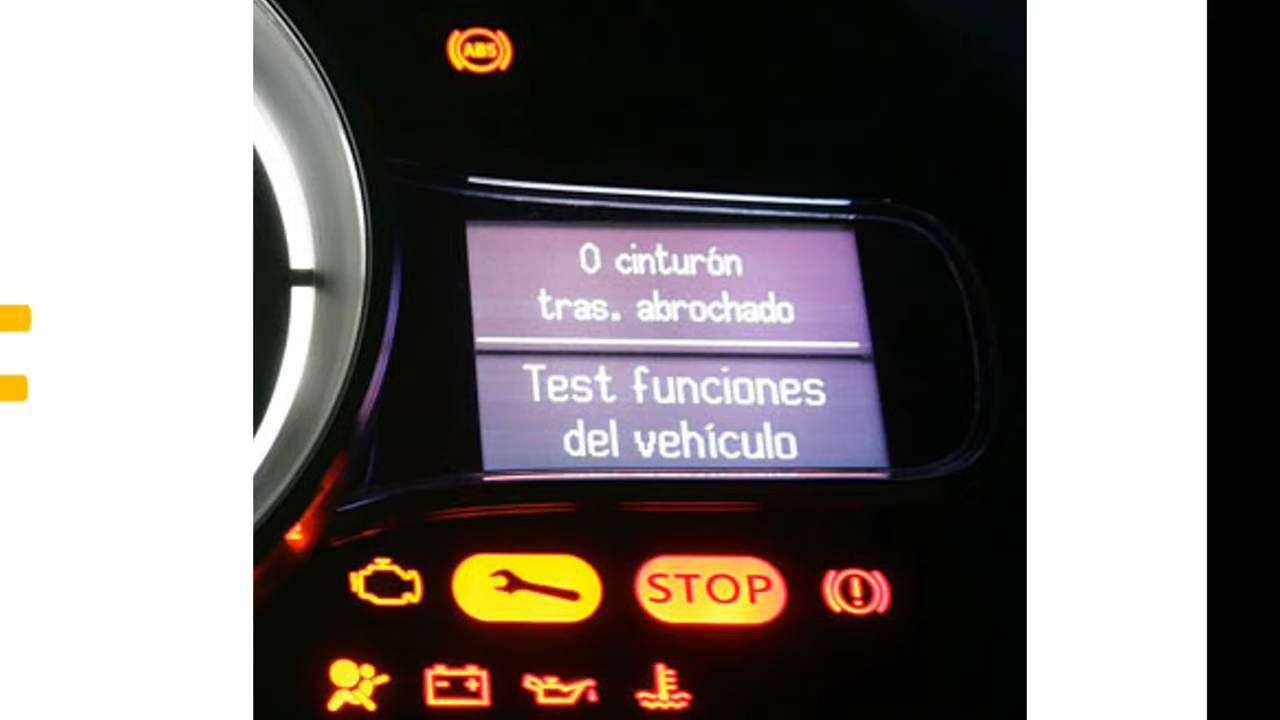 ABS
0 cinturón
tras. abrochado
Test funciones
del vehículo
STOP